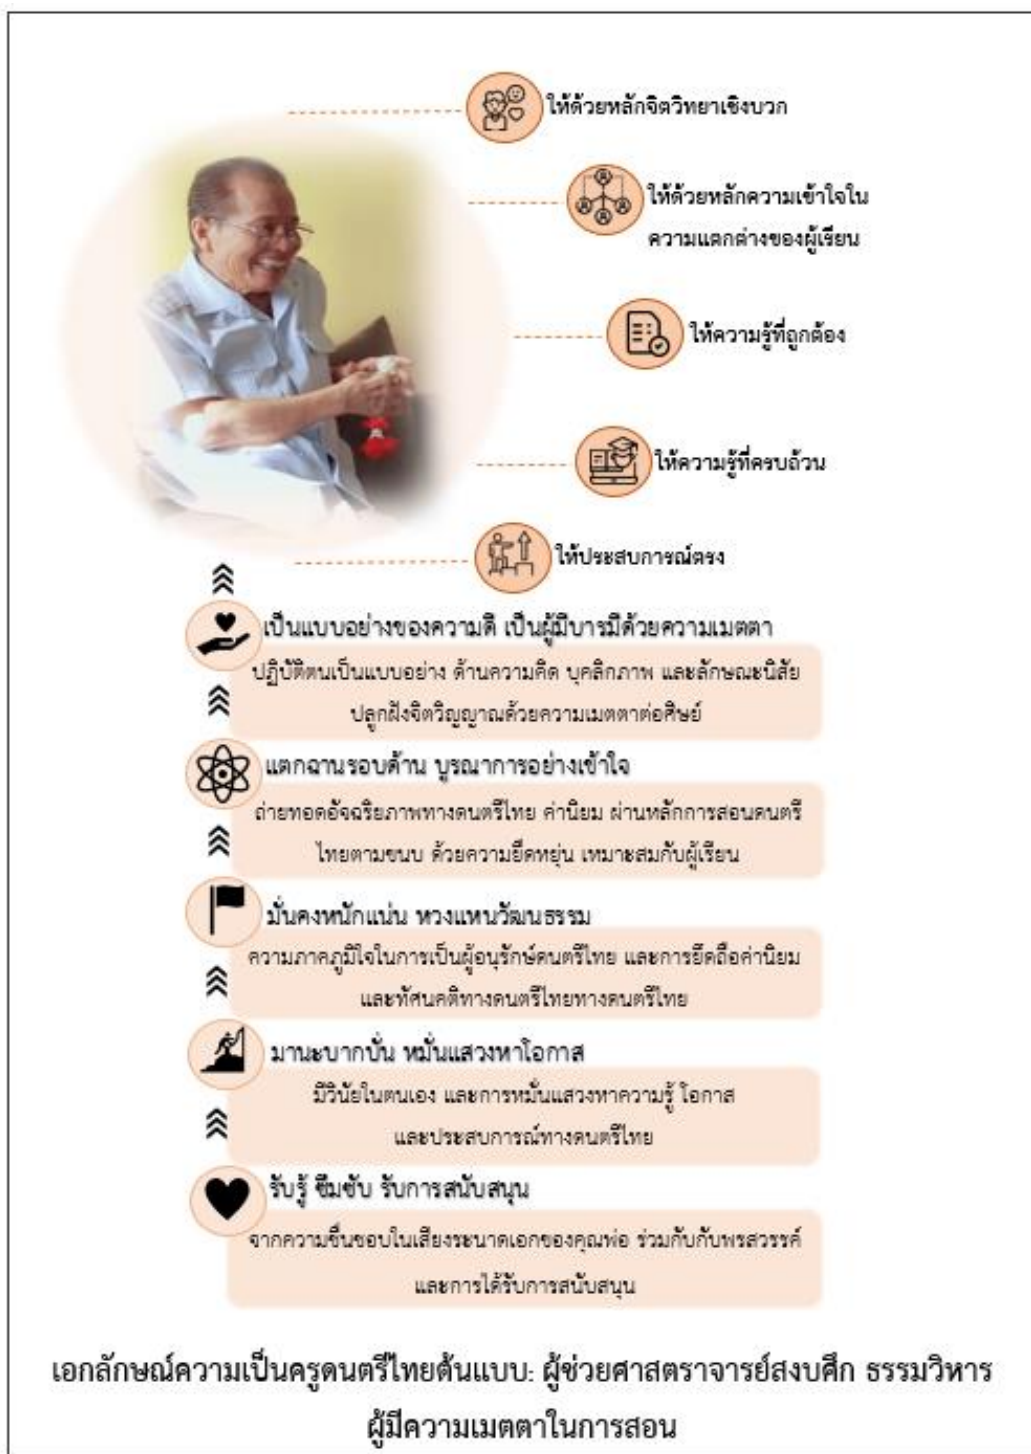 ให้ด้วยหลักจิตวิทยาเชิงบวก
ให้ด้วยหลักความเข้าใจใน
ความแตกต่างของผู้เรียน
ให้ความรู้ที่ถูกต้อง
ให้ความรู้ที่ครบถ้วน
ให้ประสบการณ์ตรง
เป็นแบบอย่างของความดี เป็นผู้มีบารมีด้วยความเมตตา
ปฏิบัติตนเป็นแบบอย่าง ด้านความคิด บุคลิกภาพ และลักษณะนิสัย
ปลูกฝังจิตวิญญาณด้วยความเมตตาต่อศิษย์
แตกฉานรอบด้าน บูรณาการอย่างเข้าใจ
ถ่ายทอดอัจฉริยภาพทางดนตรีไทย ค่านิยม ผ่านหลักการสอนดนตรี
ไทยตามขนบ ด้วยความยืดหยุ่น เหมาะสมกับผู้เรียน
มั่นคงหนักแน่น หวงแหนวัฒนธรรม
ความภาคภูมิใจในการเป็นผู้อนุรักษ์ดนตรีไทย และการยึดถือค่านิยม
และทัศนคติทางดนตรีไทยทางดนตรีไทย
มานะบากบั่น หมั่นแสวงหาโอกาส
มีวินัยในตนเอง และการหมั่นแสวงหาความรู้ โอกาส
และประสบการณ์ทางดนตรีไทย
รับรู้ ซึมซับ รับการสนับสนุน
จากความชื่นชอบในเสียงระนาดเอกของคุณพ่อ ร่วมกับกับพรสวรรค์
และการได้รับการสนับสนุน
เอกลักษณ์ความเป็นครูดนตรีไทยต้นแบบ: ผู้ช่วยศาสตราจารย์สงบศึก ธรรมวิหาร
ผู้มีความเมตตาในการสอน